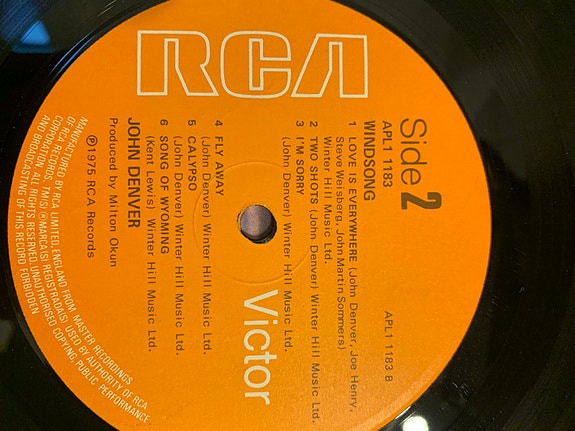 RCA
Victor
Side 2
APL1 1183
APL1 1183 B
WINDSONG
1 LOVE IS EVERYWHERE (John Denver, Joe Henry,
Steve Weisberg, John Martin Sommers)
Winter Hill Music Ltd.
2 TWO SHOTS (John Denver) Winter Hill Music Ltd.
3 I'M SORRY
(John Denver) Winter Hill Music Ltd.
4 FLY AWAY
(John Denver) Winter Hill Music Ltd.
5 CALYPSO
(John Denver) Winter Hill Music Ltd.
6 SONG OF WYOMING
(Kent Lewis) Winter Hill Music Ltd.
JOHN DENVER
Produced by Milton Okun
℗1975 RCA Records
MANUFACTURED BY RCA LIMITED, ENGLAND FROM MASTER RECORDINGS
OF RCA RECORDS. TM(S) ® MARCA(S) REGISTRADA(S) USED BY AUTHORITY OF RCA
CORPORATION. ALL RIGHTS RESERVED, UNAUTHORISED COPYING, PUBLIC PERFORMANCE
AND BROADCASTING OF THIS RECORD FORBIDDEN